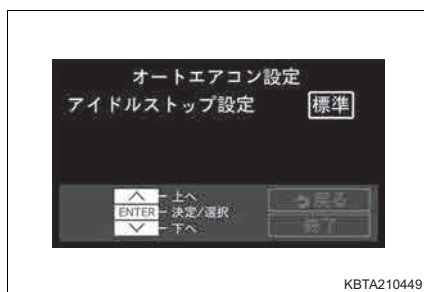 オートエアコン設定
アイドルストップ設定 標準
上へ
ENTER 決定/選択
下へ
戻る
終了
KBTA210449